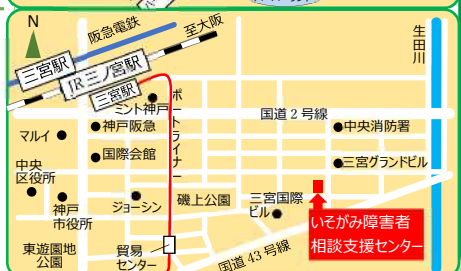 N
阪急電鉄
至大阪
生田川
三宮駅
JR三ノ宮駅
三宮駅
ミント神戸
ポートライナー
国道2号線
マルイ
神戸阪急
中央消防署
国際会館
三宮グランドビル
中央
区役所
神戸
市役所
ジョーシン
磯上公園
三宮国際
ビル
いそがみ障害者
相談支援センター
東遊園地
公園
貿易
センター
国道43号線